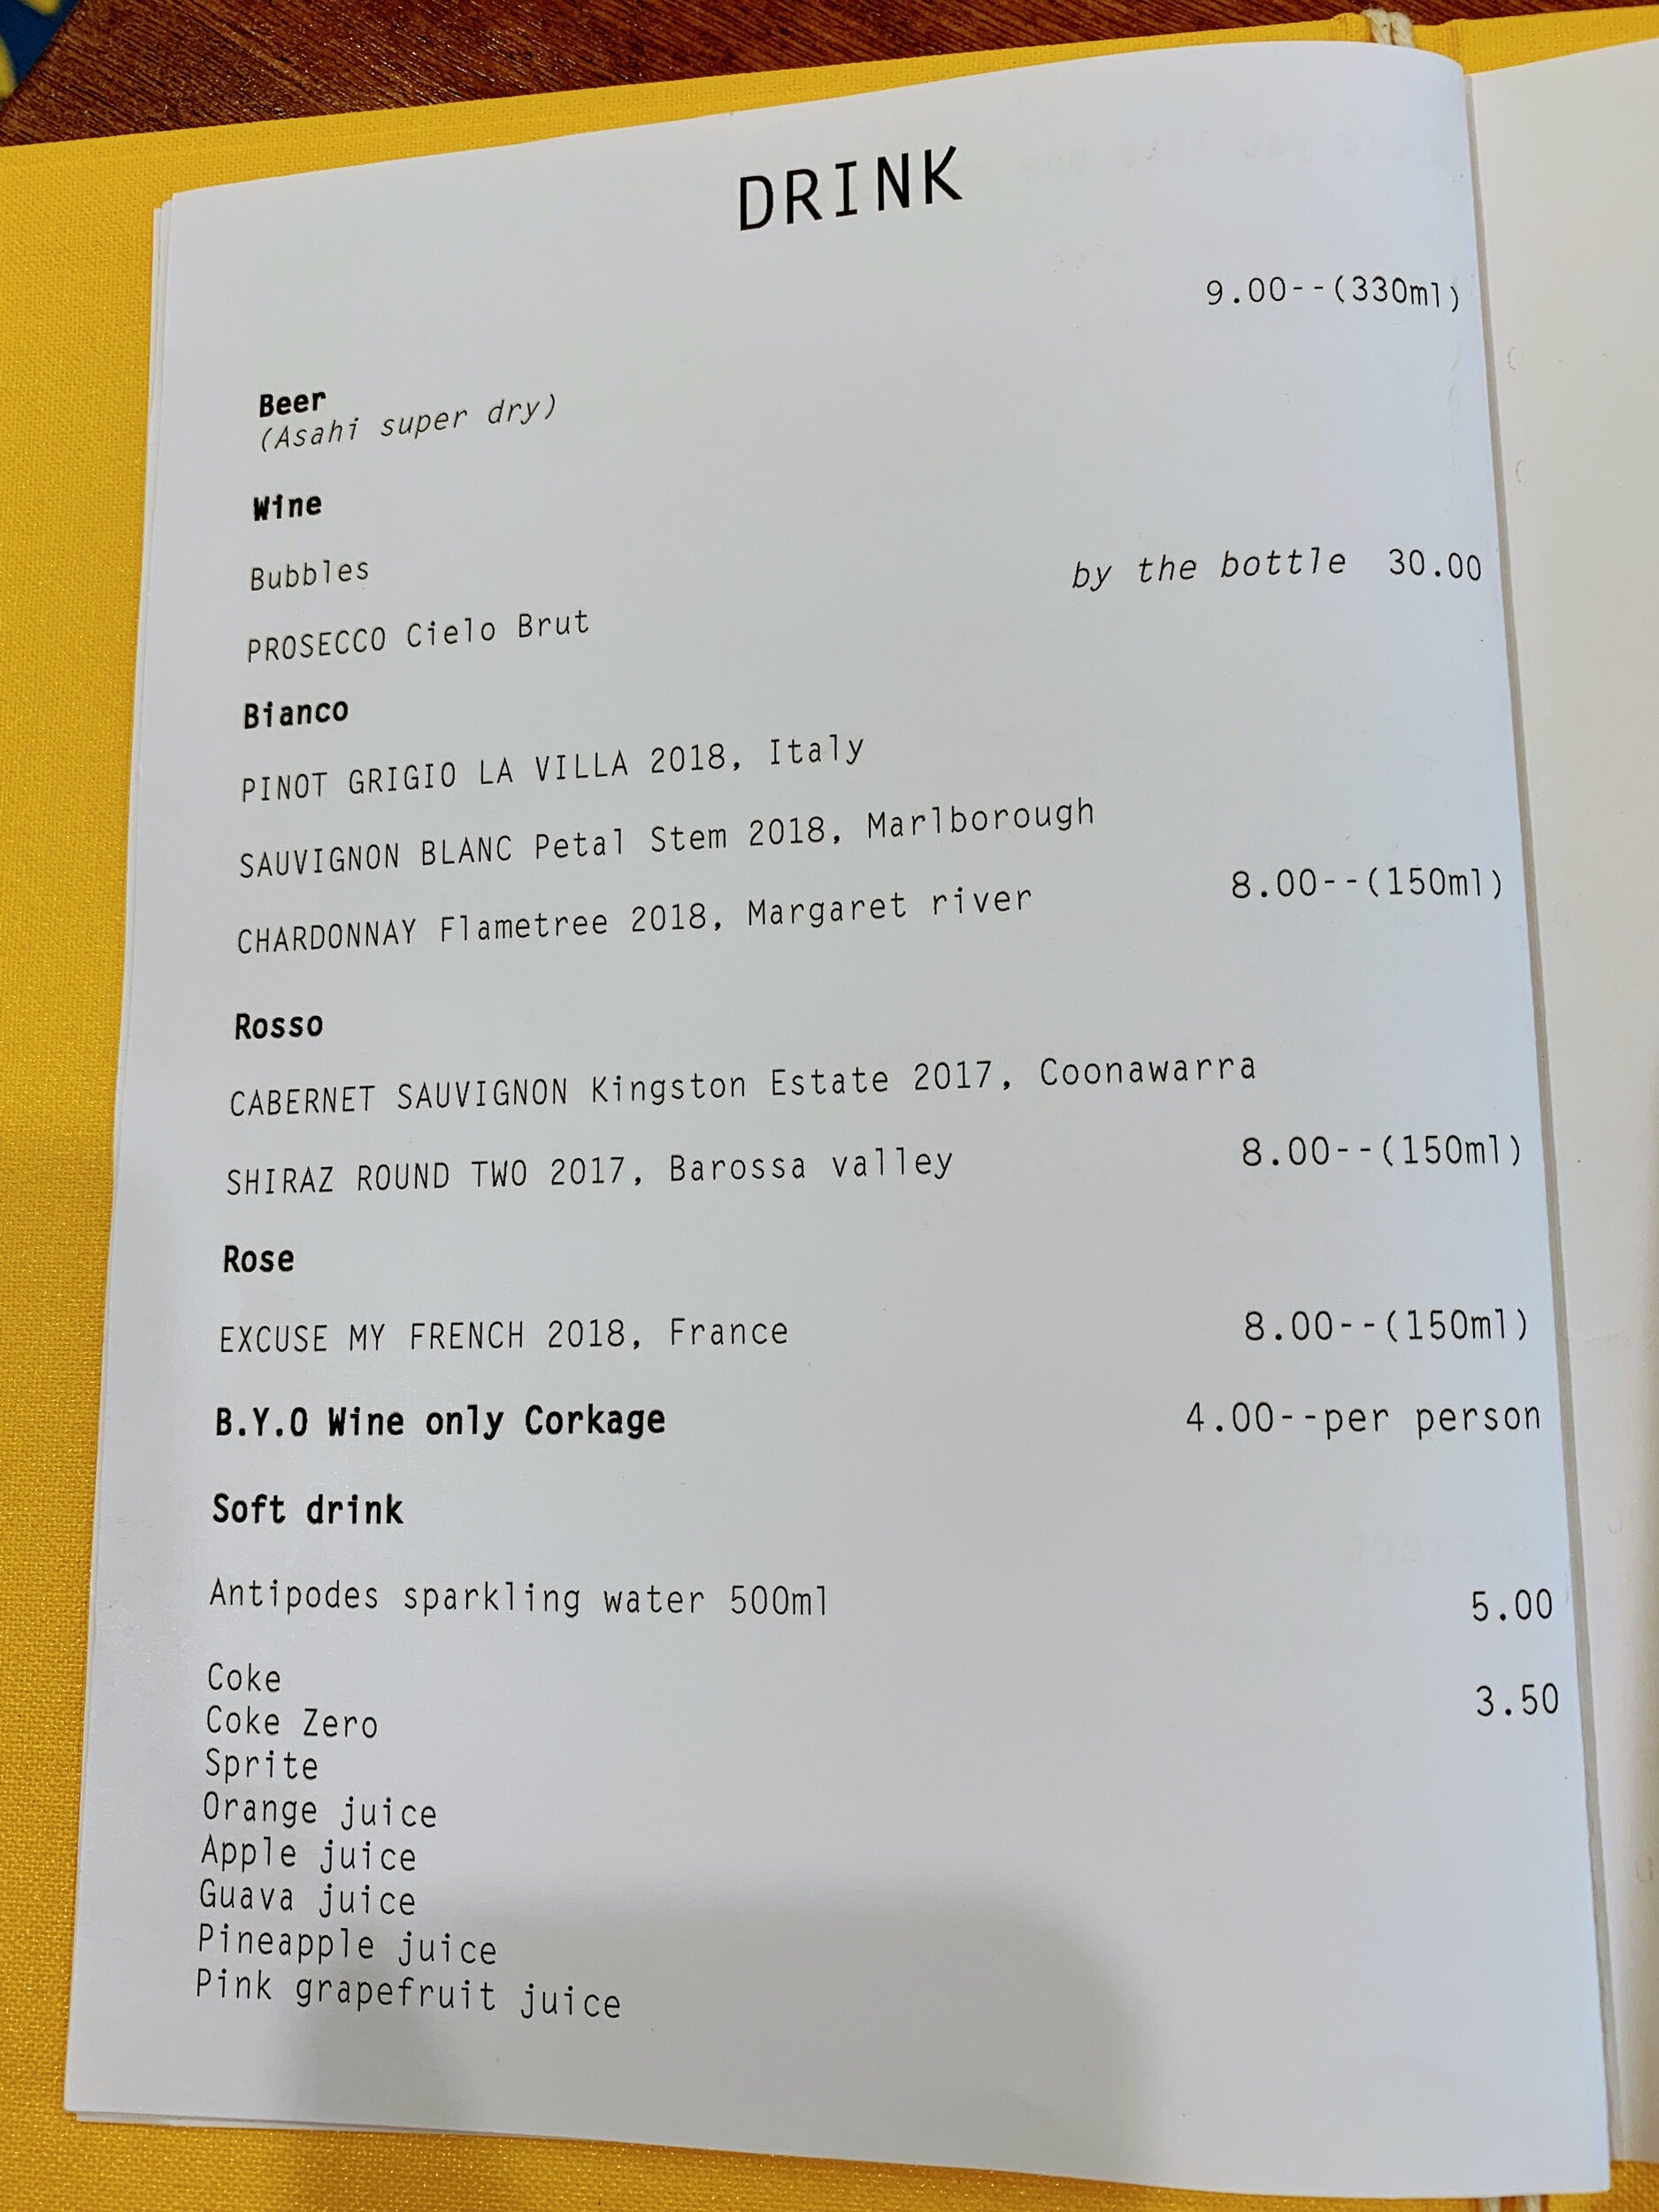 DRINK
9.00--(330ml)
Beer
(Asahi super dry)
Wine
Bubbles by the bottle 30.00
PROSECCO Cielo Brut
Bianco
PINOT GRIGIO LA VILLA 2018, Italy
SAUVIGNON BLANC Petal Stem 2018, Marlborough
CHARDONNAY Flametree 2018, Margaret river 8.00--(150ml)
Rosso
CABERNET SAUVIGNON Kingston Estate 2017, Coonawarra
SHIRAZ ROUND TWO 2017, Barossa valley 8.00--(150ml)
Rose
EXCUSE MY FRENCH 2018, France 8.00--(150ml)
B.Y.O Wine only Corkage 4.00--per person
Soft drink
Antipodes sparkling water 500ml 5.00
Coke 3.50
Coke Zero
Sprite
Orange juice
Apple juice
Guava juice
Pineapple juice
Pink grapefruit juice